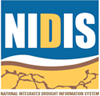 NIDIS
NATIONAL INTEGRATED DROUGHT INFORMATION SYSTEM